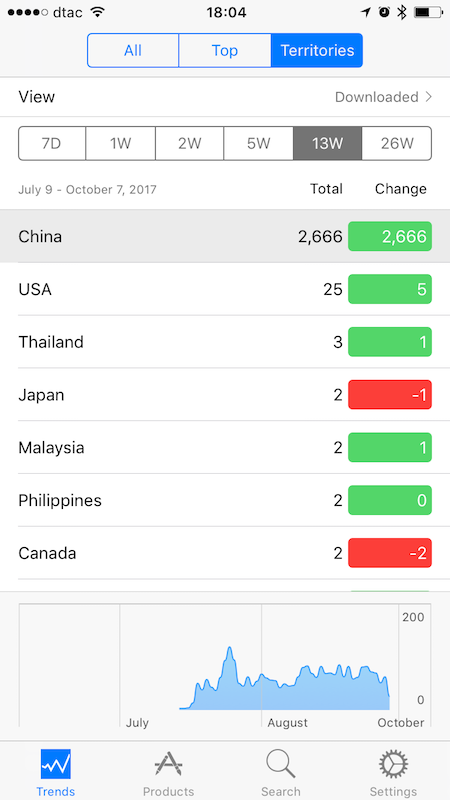 dtac 18:04
All Top Territories
View Downloaded
7D 1W 2W 5W 13W 26W
July 9 - October 7, 2017 Total Change
China 2,666 2,666
USA 25 5
Thailand 3 1
Japan 2 -1
Malaysia 2 1
Philippines 2 0
Canada 2 -2
200
0
July August October
Trends Products Search Settings